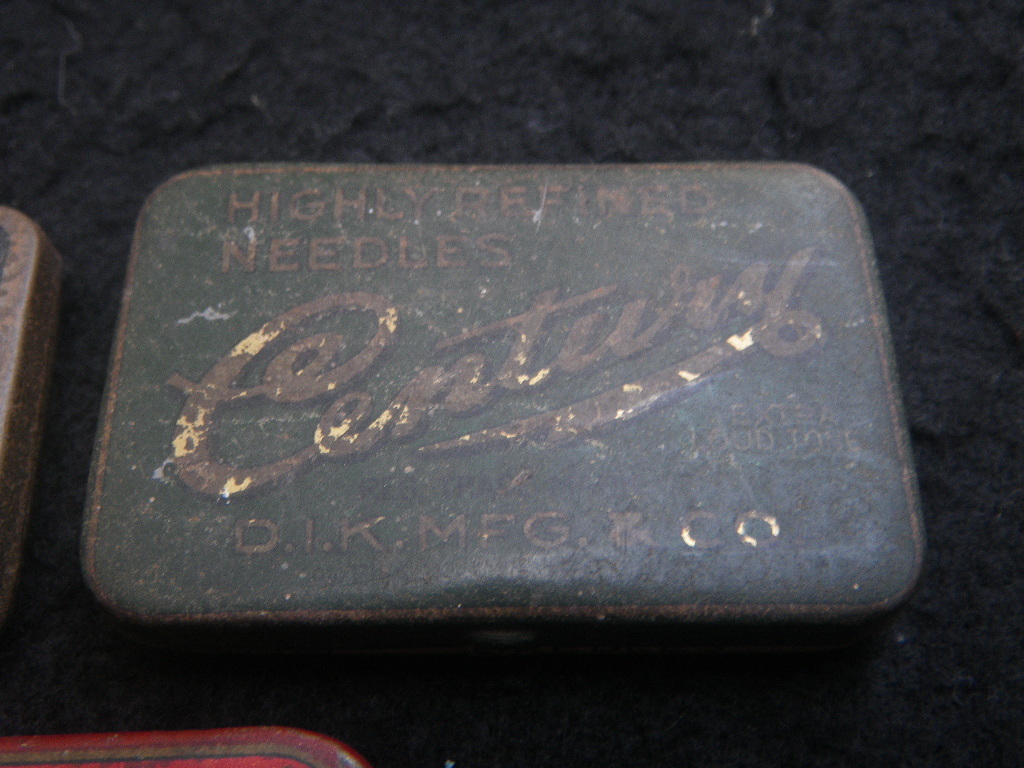 HIGHLY REFINED
NEEDLES
Century
EXTRA
LOUD TONE
D.I.K. MFG. & CO.